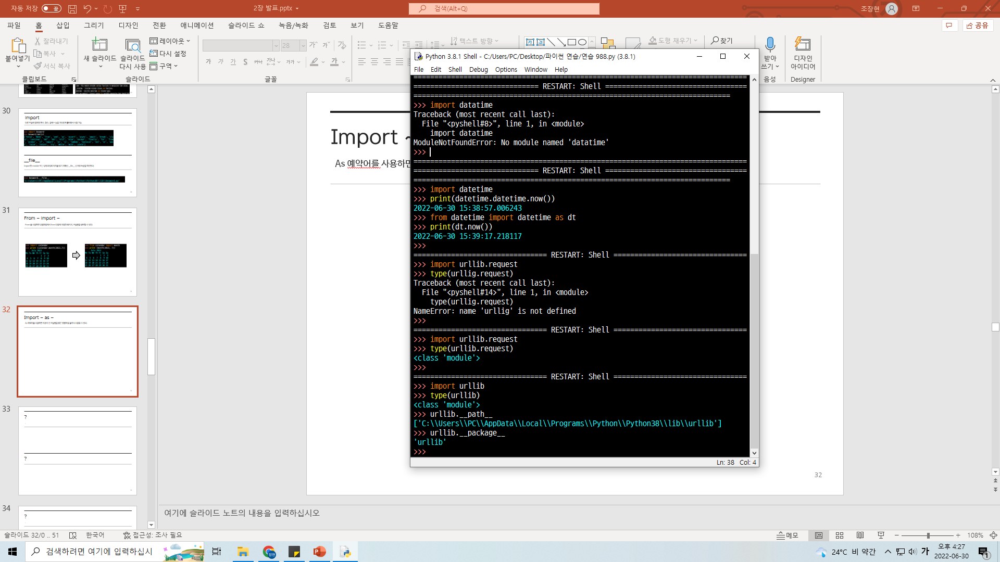 자동 저장 끔
2장 발표.pptx
검색(Alt+Q)
조장현
파일 홈 삽입 그리기 디자인 전환 애니메이션 슬라이드 쇼 녹음/녹화 검토 보기 도움말
공유
붙여넣기
잘라내기
복사
서식 복사
클립보드
새 슬라이드
슬라이드 다시 사용
레이아웃
다시 설정
구역
슬라이드
28
글꼴
텍스트 방향
도형 채우기
찾기
받아쓰기
음성
디자인 아이디어
Designer
30
Import
__file__
31
From – import –
32
Import – as –
33
?
?
34
?
Import ~
As 예약어를 사용하면
32
Python 3.8.1 Shell - C:/Users/PC/Desktop/파이썬 연습/연습 988.py (3.8.1)
File Edit Shell Debug Options Window Help
============================== RESTART: Shell ==================================
>>> import datatime
Traceback (most recent call last):
  File "<pyshell#8>", line 1, in <module>
    import datatime
ModuleNotFoundError: No module named 'datatime'
>>>
============================== RESTART: Shell ==================================
>>> import datetime
>>> print(datetime.datetime.now())
2022-06-30 15:38:57.006243
>>> from datetime import datetime as dt
>>> print(dt.now())
2022-06-30 15:39:17.218117
>>>
================================ RESTART: Shell ================================
>>> import urllib.request
>>> type(urllig.request)
Traceback (most recent call last):
  File "<pyshell#14>", line 1, in <module>
    type(urllig.request)
NameError: name 'urllig' is not defined
>>>
================================ RESTART: Shell ================================
>>> import urllib.request
>>> type(urllib.request)
<class 'module'>
>>>
================================ RESTART: Shell ================================
>>> import urllib
>>> type(urllib)
<class 'module'>
>>> urllib.__path__
['C:\\Users\\PC\\AppData\\Local\\Programs\\Python\\Python38\\lib\\urllib']
>>> urllib.__package__
'urllib'
>>>
Ln: 38 Col: 4
여기에 슬라이드 노트의 내용을 입력하십시오
슬라이드 32/0 .. 51 한국어 접근성: 조사 필요
메모
108%
검색하려면 여기에 입력하십시
24°C 비 약간
가
오후 4:27
2022-06-30
1